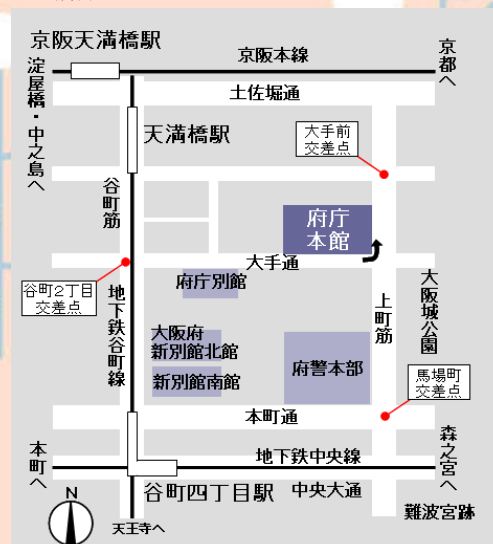 京阪天満橋駅
京阪本線
京都へ
淀屋橋・中之島へ
土佐堀通
天満橋駅
大手前
交差点
谷町筋
府庁
本館
大手通
谷町2丁目
交差点
府庁別館
地下鉄谷町線
上町筋
大阪城公園
大阪府
新別館北館
新別館南館
府警本部
馬場町
交差点
本町通
本町へ
地下鉄中央線
森之宮へ
谷町四丁目駅
中央大通
N
天王寺へ
難波宮跡